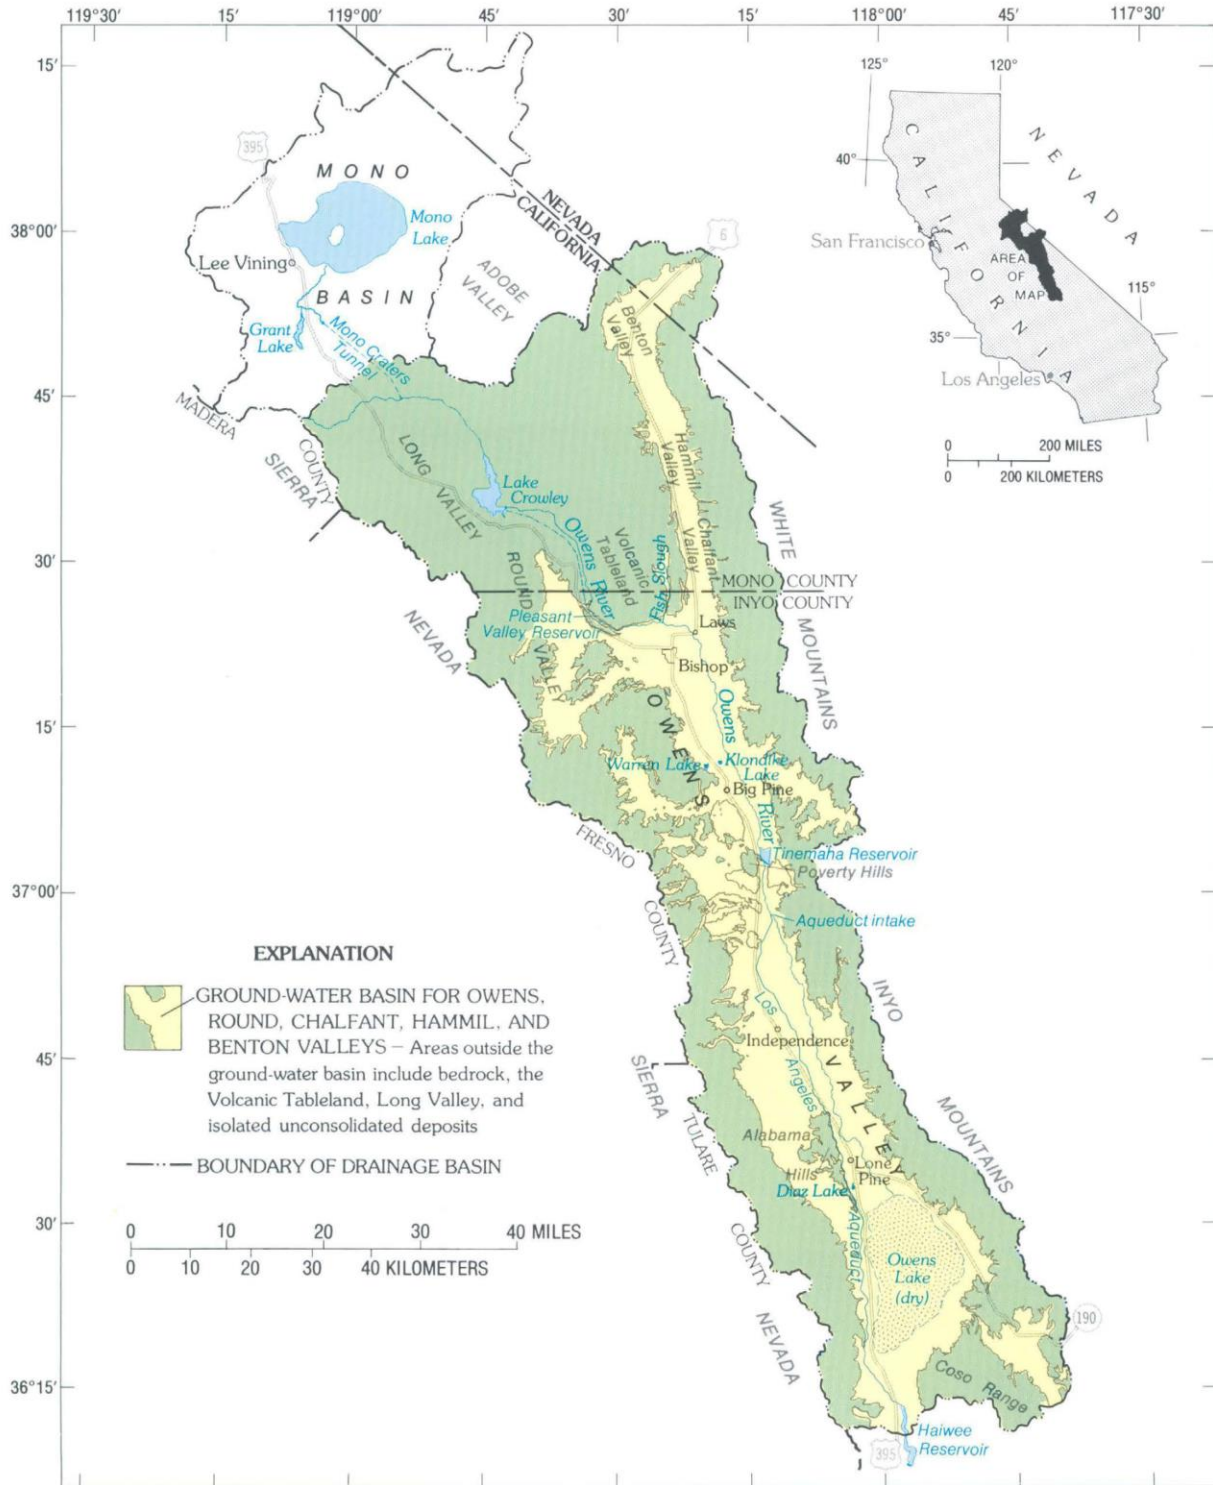 119°30′
15′
119°00′
45′
30′
15′
118°00′
45′
117°30′
15′
38°00′
45′
30′
15′
37°00′
45′
30′
36°15′
125°
120°
40°
35°
115°
CALIFORNIA
NEVADA
San Francisco
AREA
OF
MAP
Los Angeles
0 200 MILES
0 200 KILOMETERS
395
MONO
Mono
Lake
Lee Vining
BASIN
Grant
Lake
Mono Craters
Tunnel
ADOBE
VALLEY
NEVADA
CALIFORNIA
6
Benton
Valley
MADERA
COUNTY
SIERRA
LONG VALLEY
Lake
Crowley
Hammill
Valley
Owens River
Volcanic
Tableland
Fish Slough
Chalfant
Valley
WHITE
MOUNTAINS
MONO COUNTY
INYO COUNTY
ROUND
VALLEY
Pleasant
Valley Reservoir
NEVADA
Laws
Bishop
OWENS
Owens
River
Warren Lake
Klondike
Lake
Big Pine
FRESNO
COUNTY
Tinemaha Reservoir
Poverty Hills
Aqueduct intake
INYO
MOUNTAINS
Los
Angeles
Aqueduct
Independence
VALLEY
SIERRA
NEVADA
TULARE
COUNTY
Alabama
Hills
Lone
Pine
Diaz Lake
Owens
Lake
(dry)
190
Coso Range
Haiwee
Reservoir
395
EXPLANATION
GROUND-WATER BASIN FOR OWENS,
ROUND, CHALFANT, HAMMIL, AND
BENTON VALLEYS – Areas outside the
ground-water basin include bedrock, the
Volcanic Tableland, Long Valley, and
isolated unconsolidated deposits
BOUNDARY OF DRAINAGE BASIN
0 10 20 30 40 MILES
0 10 20 30 40 KILOMETERS